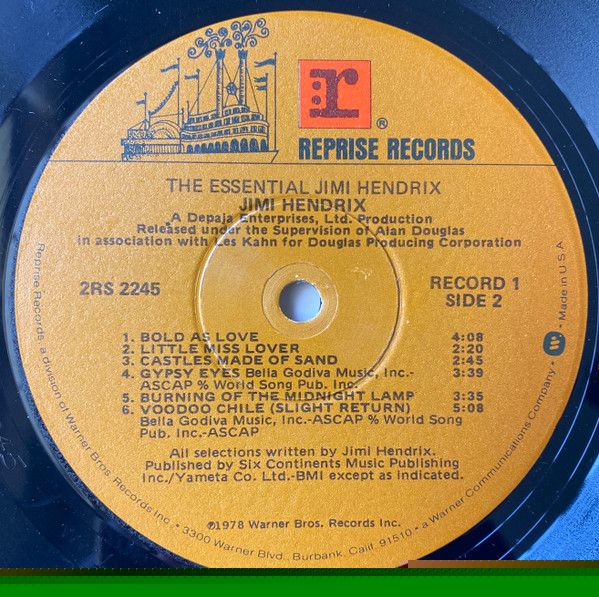 r
®
REPRISE RECORDS
THE ESSENTIAL JIMI HENDRIX
JIMI HENDRIX
A Depaja Enterprises, Ltd. Production
Released under the Supervision of Alan Douglas
in association with Les Kahn for Douglas Producing Corporation
2RS 2245
RECORD 1
SIDE 2
1. BOLD AS LOVE 4:08
2. LITTLE MISS LOVER 2:20
3. CASTLES MADE OF SAND 2:45
4. GYPSY EYES Bella Godiva Music, Inc.- 3:39
ASCAP % World Song Pub. Inc.
5. BURNING OF THE MIDNIGHT LAMP 3:35
6. VOODOO CHILE (SLIGHT RETURN) 5:08
Bella Godiva Music, Inc-ASCAP % World Song
Pub. Inc.-ASCAP
All selections written by Jimi Hendrix.
Published by Six Continents Music Publishing
Inc./Yameta Co. Ltd.-BMI except as indicated.
℗1978 Warner Bros. Records Inc.
Reprise Records, a division of Warner Bros. Records Inc. • 3300 Warner Blvd., Burbank, Calif. 91510 • a Warner Communications Company • Made in U.S.A.